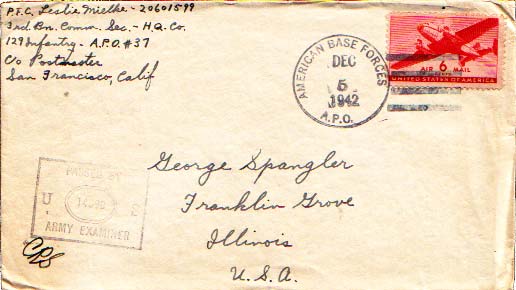 P.F.C. Leslie Mielke - 20601599
3rd. Bn. Comm. Sec. - H.Q. Co.
129 Infantry - A.P.O. #37
C/o Postmaster
San Francisco, Calif
AMERICAN BASE FORCES
DEC
5
1942
A.P.O.
AIR 6 MAIL
UNITED STATES OF AMERICA
George Spangler
Franklin Grove
Illinois
U.S.A.
PASSED BY
U S
ARMY EXAMINER